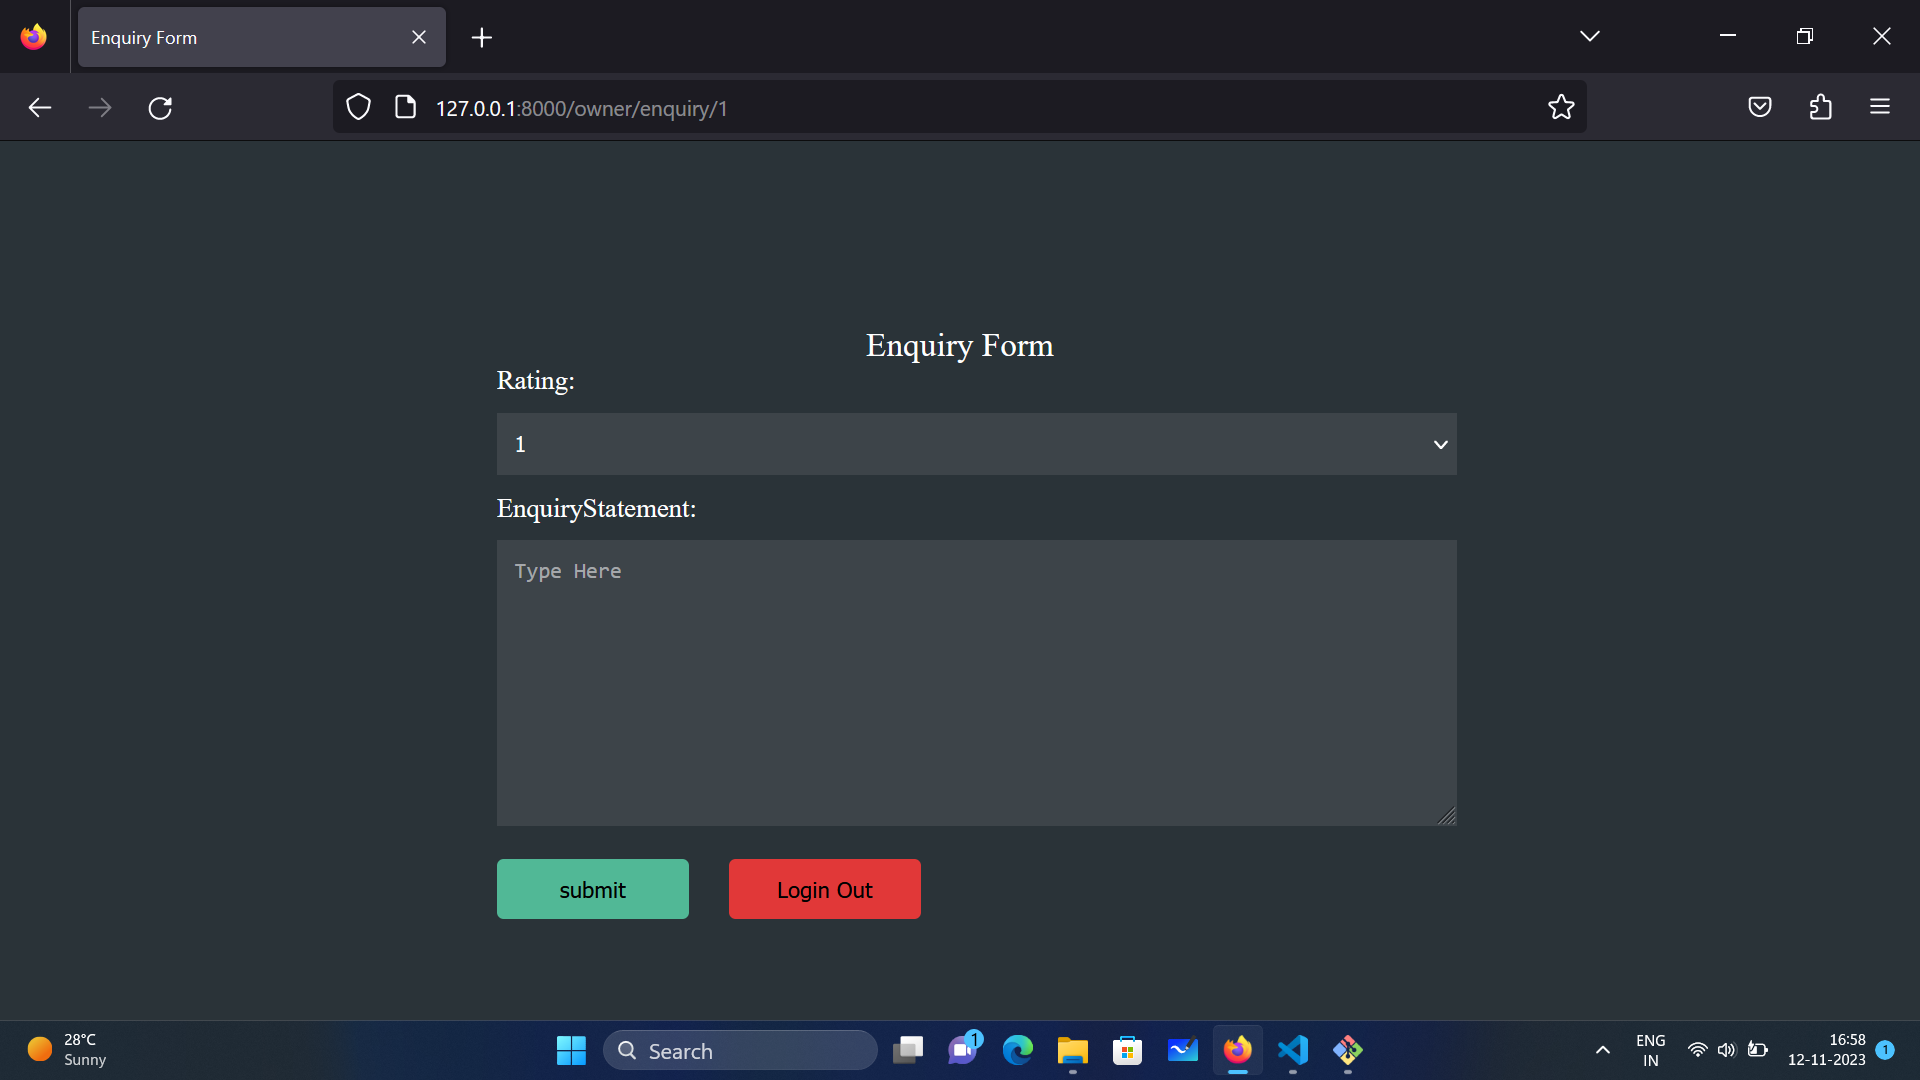 Enquiry Form
127.0.0.1:8000/owner/enquiry/1
Enquiry Form
Rating:
1
EnquiryStatement:
Type Here
submit
Login Out
28°C
Sunny
Search
1
ENG
IN
16:58
12-11-2023
1